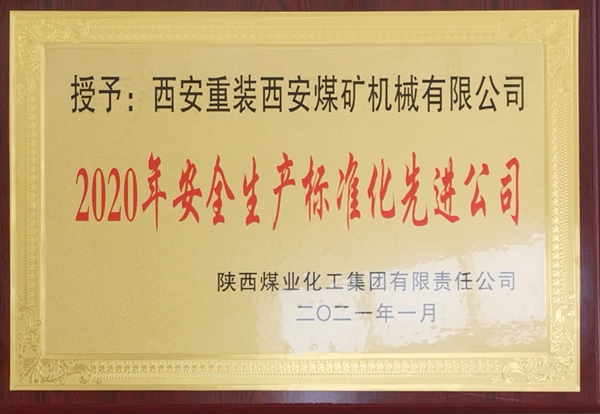 授予：西安重装西安煤矿机械有限公司
2020年安全生产标准化先进公司
陕西煤业化工集团有限责任公司
二〇二一年一月